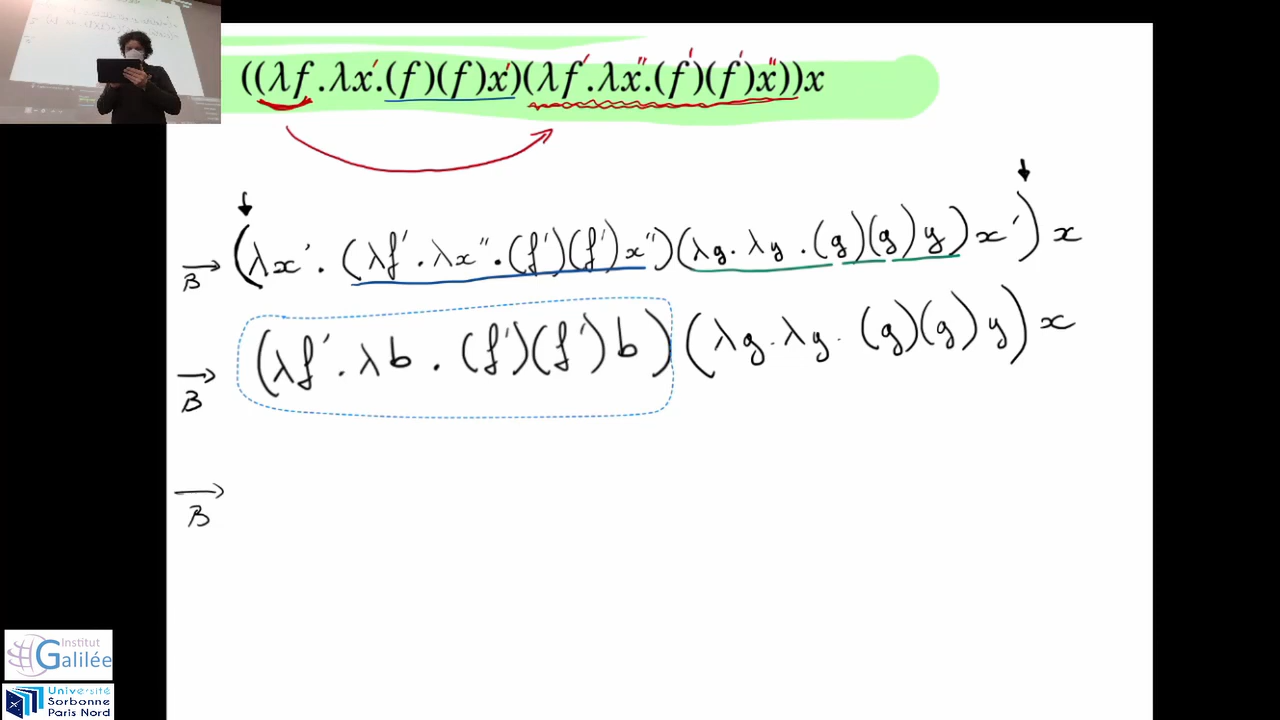 ((λf.λx′.(f)(f)x′)(λf′.λx″.(f′)(f′)x″))x
→β (λx′.(λf′.λx″.(f′)(f′)x″)(λg.λy.(g)(g)y)x′)x
→β (λf′.λb.(f′)(f′)b)(λg.λy.(g)(g)y)x
→β
Institut
Galilée
Université
Sorbonne
Paris Nord